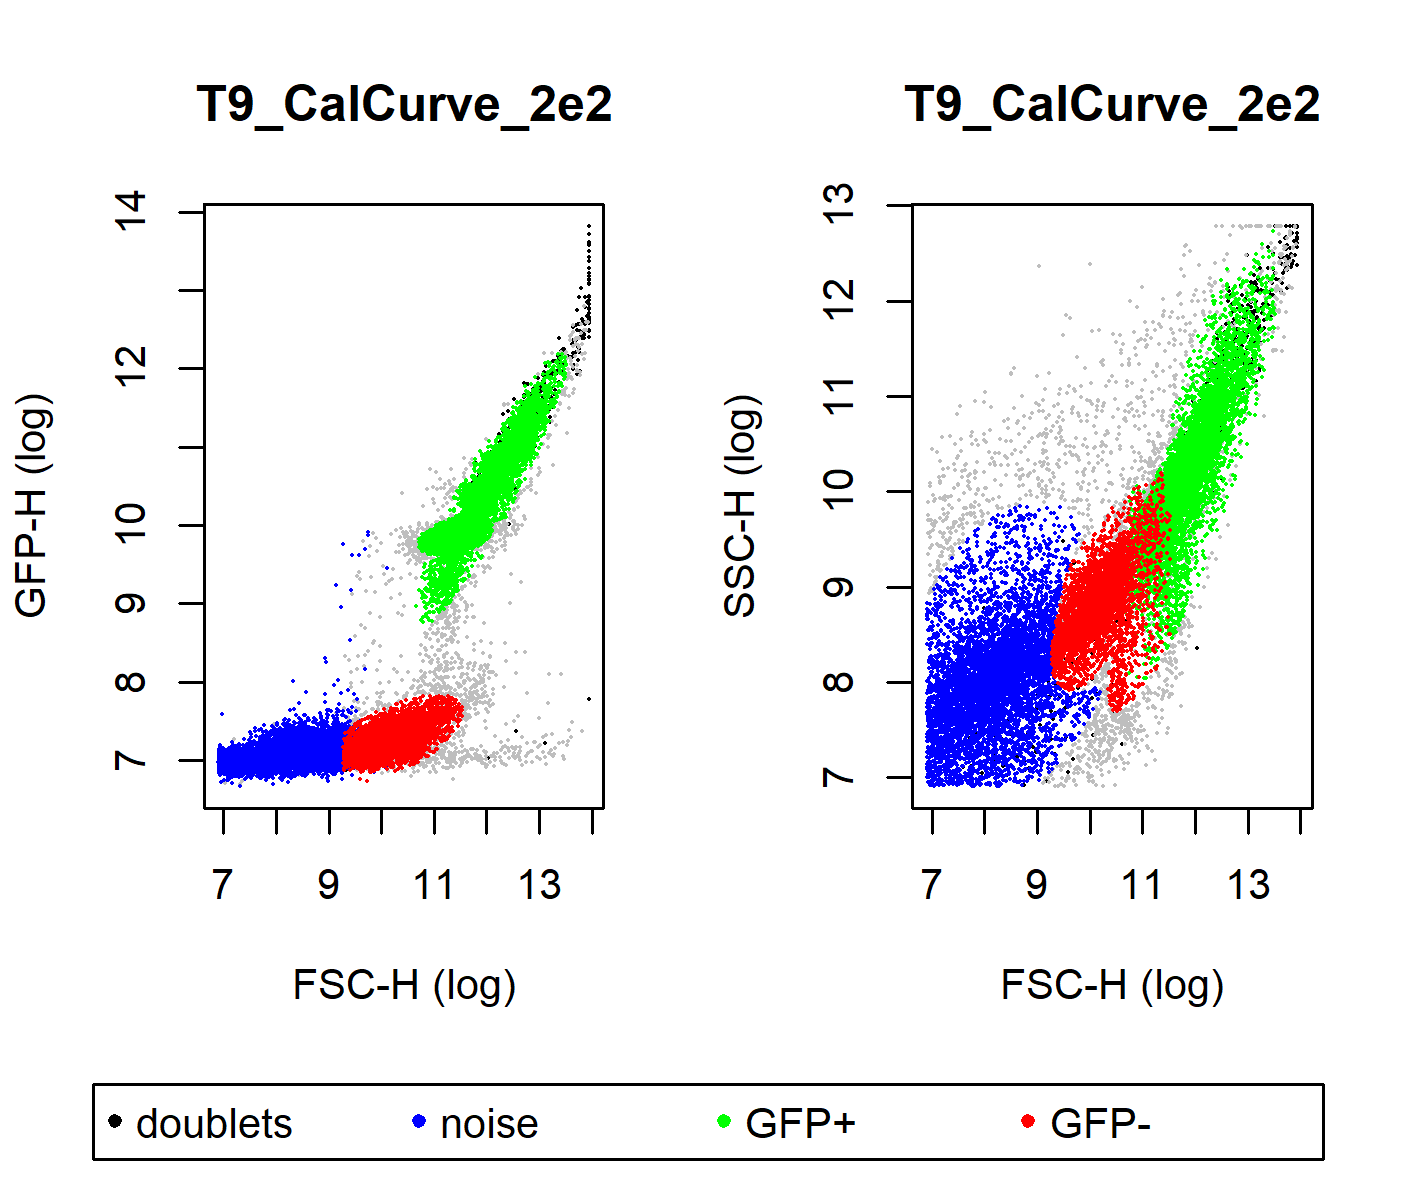 T9_CalCurve_2e2
GFP-H (log)
14
12
10
9
8
7
7 9 11 13
FSC-H (log)
T9_CalCurve_2e2
SSC-H (log)
13
12
11
10
9
8
7
7 9 11 13
FSC-H (log)
doublets noise GFP+ GFP-